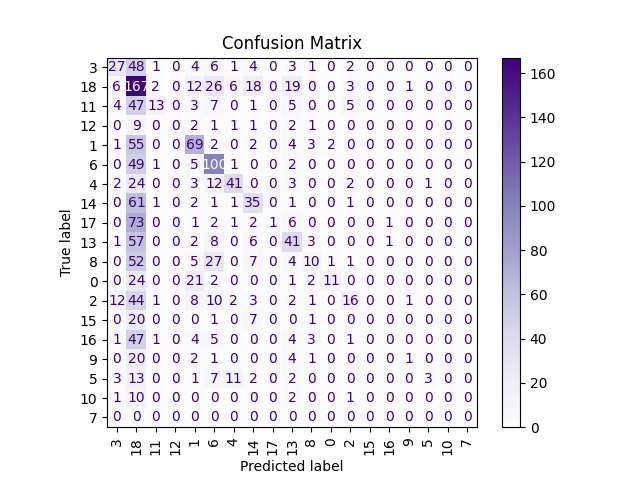 Confusion Matrix
True label
3 27 48 1 0 4 6 1 4 0 3 1 0 2 0 0 0 0 0 0
18 6 167 2 0 12 26 6 18 0 19 0 0 3 0 0 1 0 0 0
11 4 47 13 0 3 7 0 1 0 5 0 0 5 0 0 0 0 0 0
12 0 9 0 0 2 1 1 1 0 2 1 0 0 0 0 0 0 0 0
1 1 55 0 0 69 2 0 2 0 4 3 2 0 0 0 0 0 0 0
6 0 49 1 0 5 100 1 0 0 2 0 0 0 0 0 0 0 0 0
4 2 24 0 0 3 12 41 0 0 3 0 0 2 0 0 0 1 0 0
14 0 61 1 0 2 1 1 35 0 1 0 0 1 0 0 0 0 0 0
17 0 73 0 0 1 2 1 2 1 6 0 0 0 0 1 0 0 0 0
13 1 57 0 0 2 8 0 6 0 41 3 0 0 0 1 0 0 0 0
8 0 52 0 0 5 27 0 7 0 4 10 1 1 0 0 0 0 0 0
0 0 24 0 0 21 2 0 0 0 1 2 11 0 0 0 0 0 0 0
2 12 44 1 0 8 10 2 3 0 2 1 0 16 0 0 1 0 0 0
15 0 20 0 0 0 1 0 7 0 0 1 0 0 0 0 0 0 0 0
16 1 47 1 0 4 5 0 0 0 4 3 0 1 0 0 0 0 0 0
9 0 20 0 0 2 1 0 0 0 4 1 0 0 0 0 1 0 0 0
5 3 13 0 0 1 7 11 2 0 2 0 0 0 0 0 0 3 0 0
10 1 10 0 0 0 0 0 0 0 2 0 0 1 0 0 0 0 0 0
7 0 0 0 0 0 0 0 0 0 0 0 0 0 0 0 0 0 0 0
3 18 11 12 1 6 4 14 17 13 8 0 2 15 16 9 5 10 7
Predicted label
160
140
120
100
80
60
40
20
0